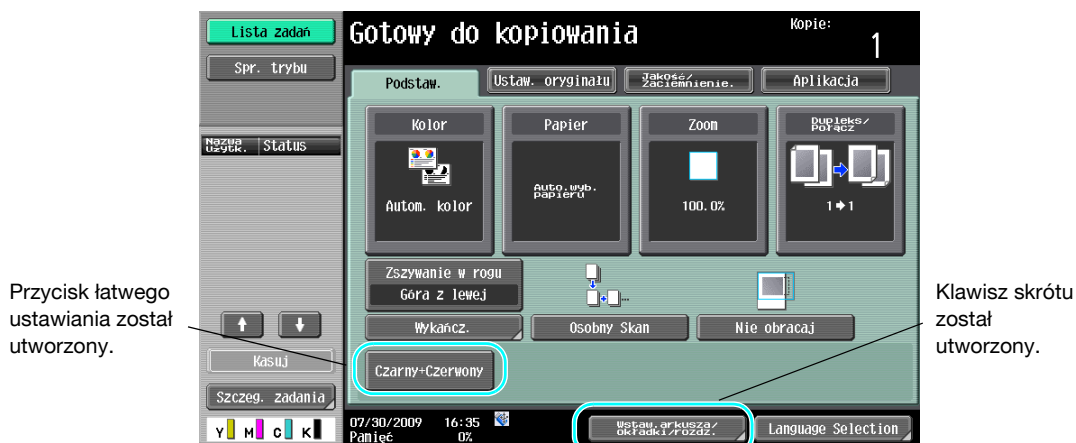 Lista zadań
Spr. trybu
Nazwa użytk.
Status
Kasuj
Szczeg. zadania
Y M C K
Gotowy do kopiowania
Kopie:
1
Podstaw.
Ustaw. oryginału
Jakość/
zaciemnienie.
Aplikacja
Kolor
Autom. kolor
Papier
Auto.wyb.
papieru
Zoom
100.0%
Dupleks/
Połącz
1➔1
Zszywanie w rogu
Góra z lewej
Wykańcz.
Osobny Skan
Nie obracaj
Czarny+Czerwony
07/30/2009 16:35
Pamięć 0%
Wstaw.arkusza/
okładki/rozdz.
Language Selection
Przycisk łatwego
ustawiania został
utworzony.
Klawisz skrótu
został
utworzony.